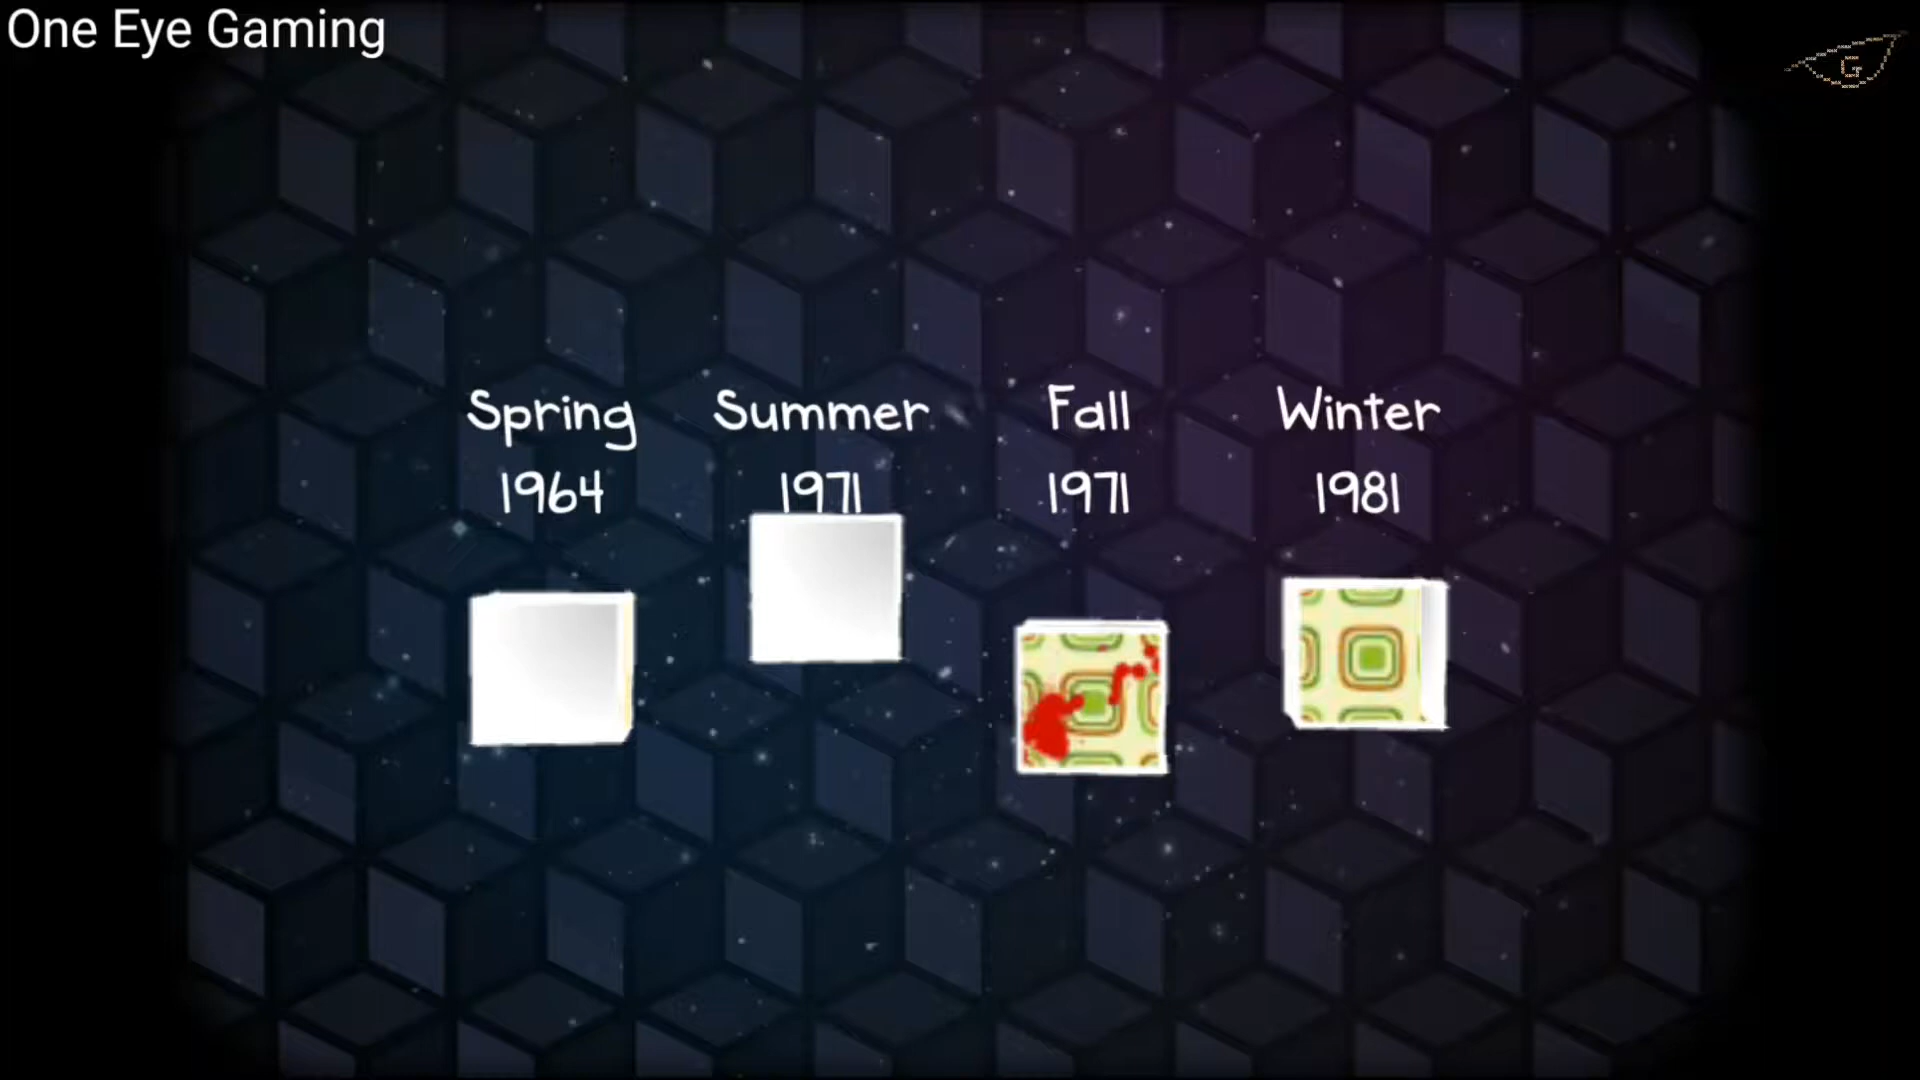 One Eye Gaming
G
Spring Summer Fall Winter
1964 1971 1971 1981